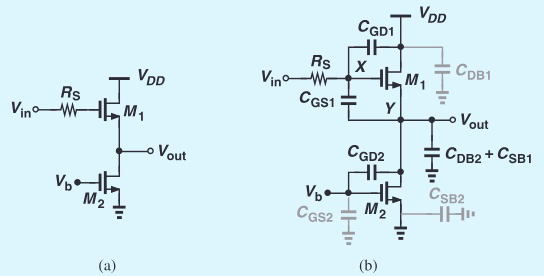 V_DD
R_S
V_in
M_1
V_out
V_b
M_2
(a)
V_DD
C_GD1
R_S
X
V_in
M_1
C_DB1
C_GS1
Y
V_out
C_GD2
C_DB2 + C_SB1
V_b
M_2
C_SB2
C_GS2
(b)